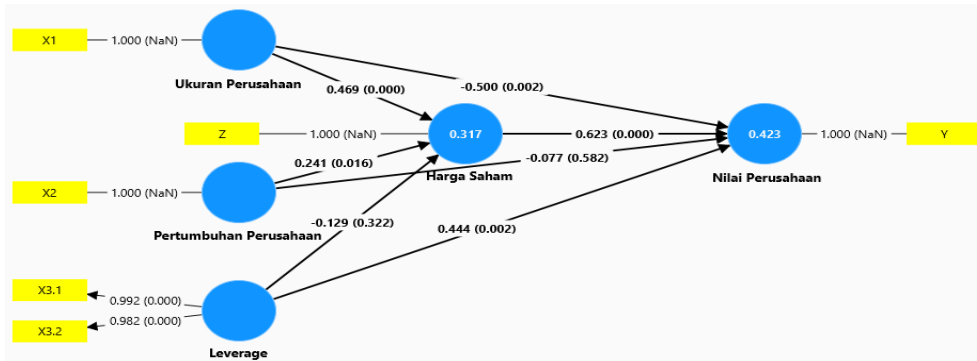 X1
1.000 (NaN)
Ukuran Perusahaan
-0.500 (0.002)
0.469 (0.000)
Z
1.000 (NaN)
0.317
0.623 (0.000)
0.423
1.000 (NaN)
Y
0.241 (0.016)
-0.077 (0.582)
Harga Saham
Nilai Perusahaan
X2
1.000 (NaN)
Pertumbuhan Perusahaan
-0.129 (0.322)
0.444 (0.002)
X3.1
0.992 (0.000)
X3.2
0.982 (0.000)
Leverage